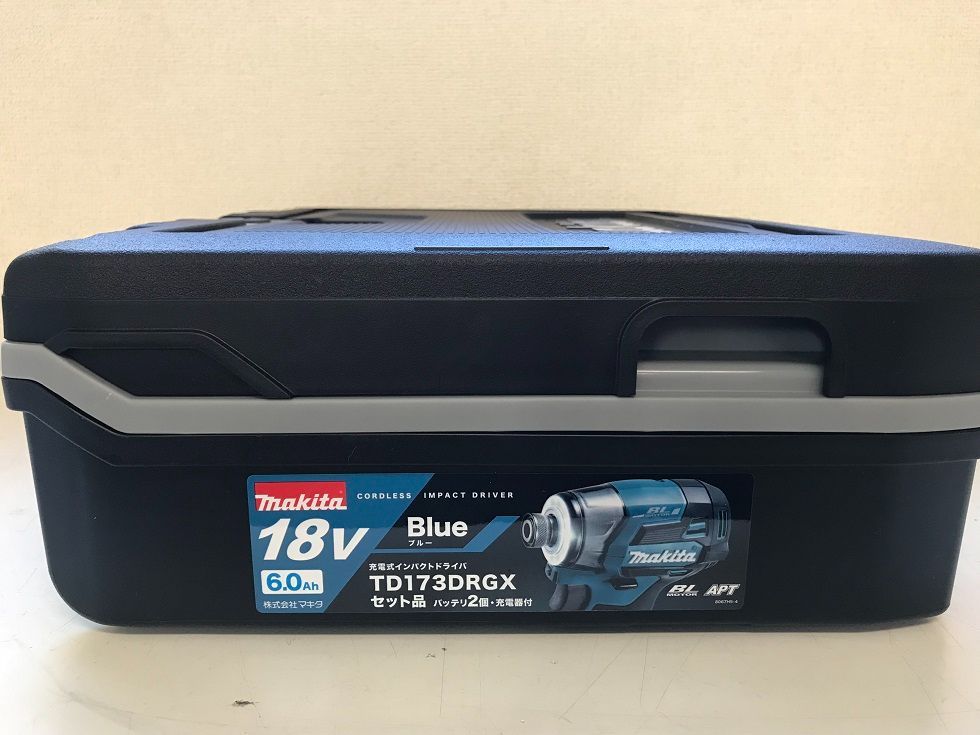 makita
CORDLESS IMPACT DRIVER
18V
Blue
ブルー
6.0Ah
充電式インパクトドライバ
TD173DRGX
セット品 バッテリ2個・充電器付
株式会社マキタ
BL
MOTOR
makita
BL
MOTOR
APT